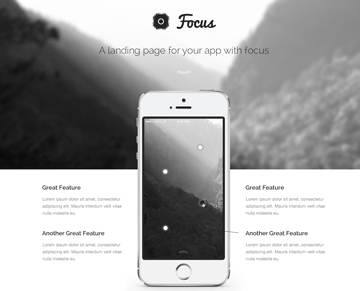 Focus
A landing page for your app with focus
Great Feature
Lorem ipsum dolor sit amet, consectetur
adipiscing elit. Mauris interdum velit vitae
nulla molestie eu.
Great Feature
Lorem ipsum dolor sit amet, consectetur
adipiscing elit. Mauris interdum velit vitae
nulla molestie eu.
Another Great Feature
Lorem ipsum dolor sit amet, consectetur
adipiscing elit. Mauris interdum velit vitae
nulla molestie eu.
Another Great Feature
Lorem ipsum dolor sit amet, consectetur
adipiscing elit. Mauris interdum velit vitae
nulla molestie eu.